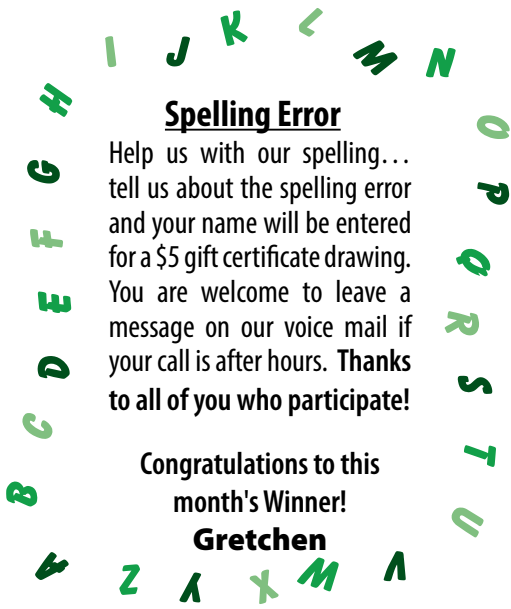 A
B
C
D
E
F
G
H
I
J
K
L
M
N
O
P
Q
R
S
T
U
V
W
X
Y
Z
Spelling Error
Help us with our spelling…
tell us about the spelling error
and your name will be entered
for a $5 gift certificate drawing.
You are welcome to leave a
message on our voice mail if
your call is after hours. Thanks
to all of you who participate!
Congratulations to this
month's Winner!
Gretchen